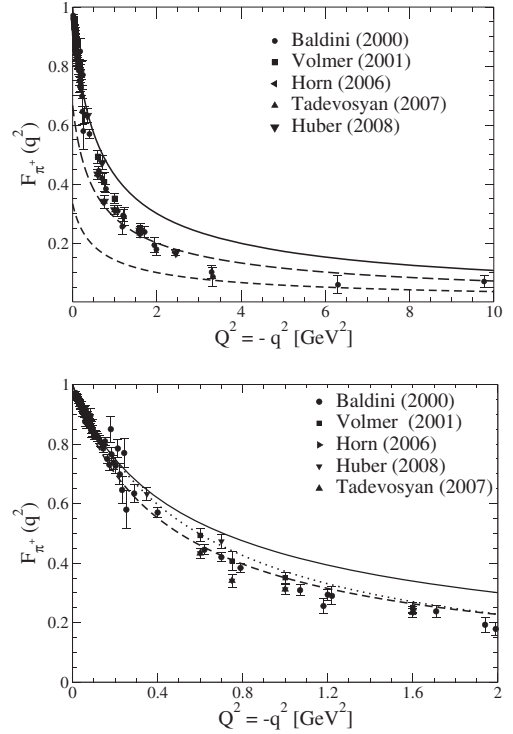 1
0.8
0.6
0.4
0.2
0
F_π⁺ (q²)
Baldini (2000)
Volmer (2001)
Horn (2006)
Tadevosyan (2007)
Huber (2008)
0 2 4 6 8 10
Q² = - q² [GeV²]
1
0.8
0.6
0.4
0.2
0
F_π⁺ (q²)
Baldini (2000)
Volmer (2001)
Horn (2006)
Huber (2008)
Tadevosyan (2007)
0 0.4 0.8 1.2 1.6 2
Q² = -q² [GeV²]